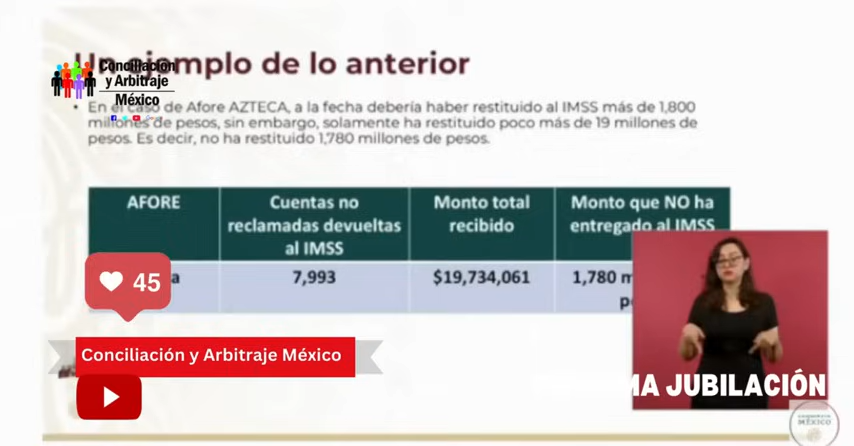 Un ejemplo de lo anterior
Conciliación
y Arbitraje
México
• En el caso de Afore AZTECA, a la fecha debería haber restituido al IMSS más de 1,800
millones de pesos, sin embargo, solamente ha restituido poco más de 19 millones de
pesos. Es decir, no ha restituido 1,780 millones de pesos.
AFORE
Cuentas no
reclamadas devueltas
al IMSS
Monto total
recibido
Monto que NO ha
entregado al IMSS
7,993
$19,734,061
1,780
45
Conciliación y Arbitraje México
JUBILACIÓN
MÉXICO